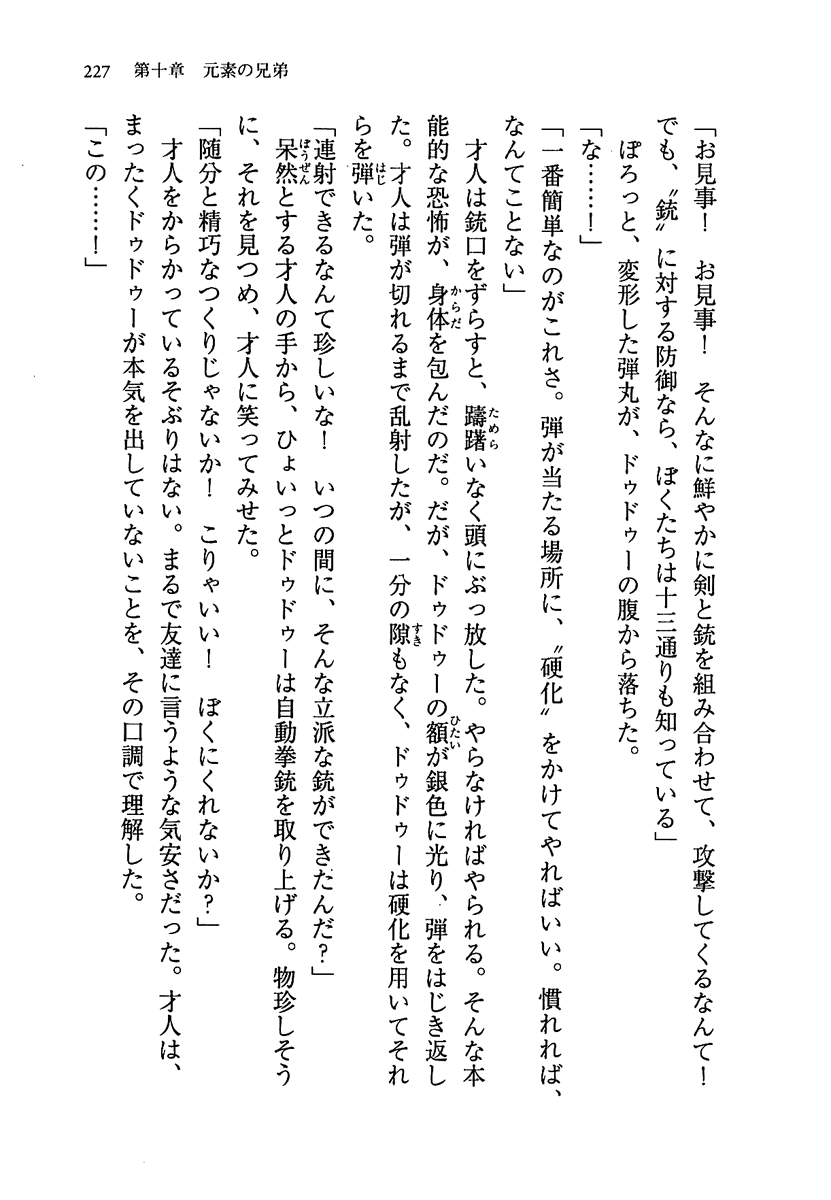 227 第十章 元素の兄弟
「お見事！ お見事！ そんなに鮮やかに剣と銃を組み合わせて、攻撃してくるなんて！
でも、〝銃〟に対する防御なら、ぼくたちは十三通りも知っている」
ぽろっと、変形した弾丸が、ドゥドゥーの腹から落ちた。
「な……！」
「一番簡単なのがこれさ。弾が当たる場所に、〝硬化〟をかけてやればいい。慣れれば、
なんてことない」
才人は銃口をずらすと、躊躇いなく頭にぶっ放した。やらなければやられる。そんな本
能的な恐怖が、身体を包んだのだ。だが、ドゥドゥーの額が銀色に光り、弾をはじき返し
た。才人は弾が切れるまで乱射したが、一分の隙もなく、ドゥドゥーは硬化を用いてそれ
らを弾いた。
「連射できるなんて珍しいな！ いつの間に、そんな立派な銃ができたんだ？」
呆然とする才人の手から、ひょいっとドゥドゥーは自動拳銃を取り上げる。物珍しそう
に、それを見つめ、才人に笑ってみせた。
「随分と精巧なつくりじゃないか！ こりゃいい！ ぼくにくれないか？」
才人をからかっているそぶりはない。まるで友達に言うような気安さだった。才人は、
まったくドゥドゥーが本気を出していないことを、その口調で理解した。
「この……！」